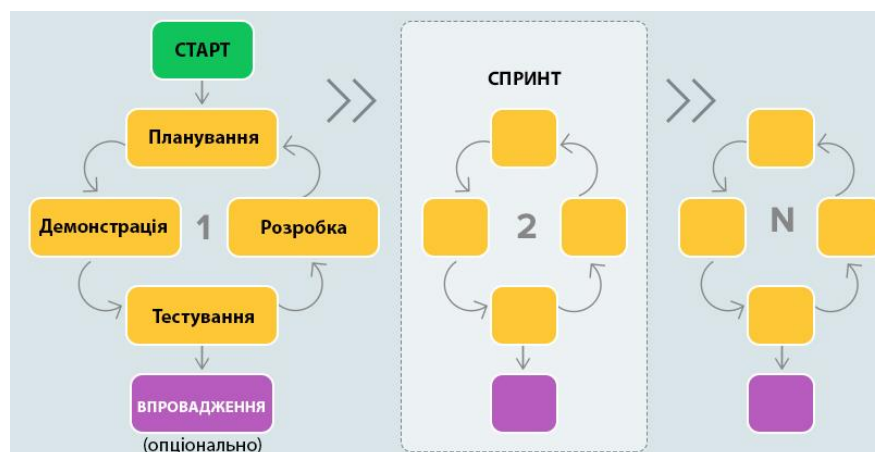 СТАРТ
СПРИНТ
Планування
Демонстрація
1
Розробка
2
N
Тестування
ВПРОВАДЖЕННЯ
(опціонально)